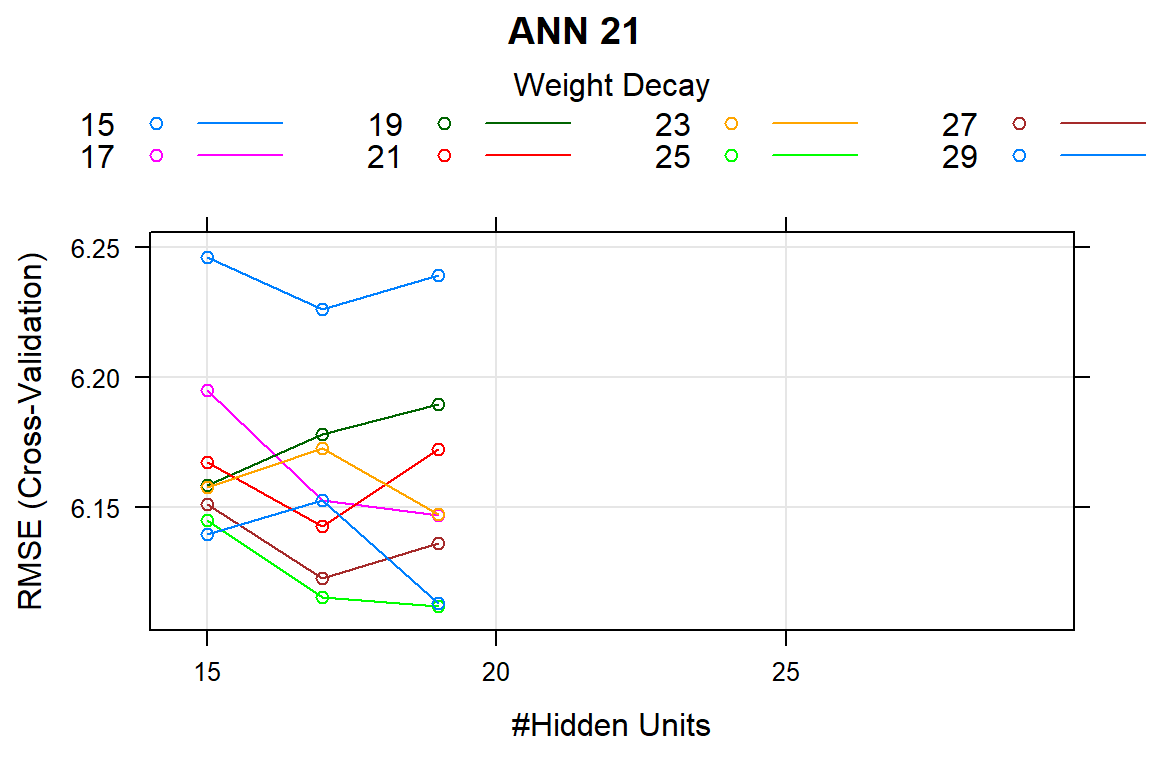 ANN 21
Weight Decay
15 19 23 27
17 21 25 29
6.25
6.20
6.15
RMSE (Cross-Validation)
15 20 25
#Hidden Units